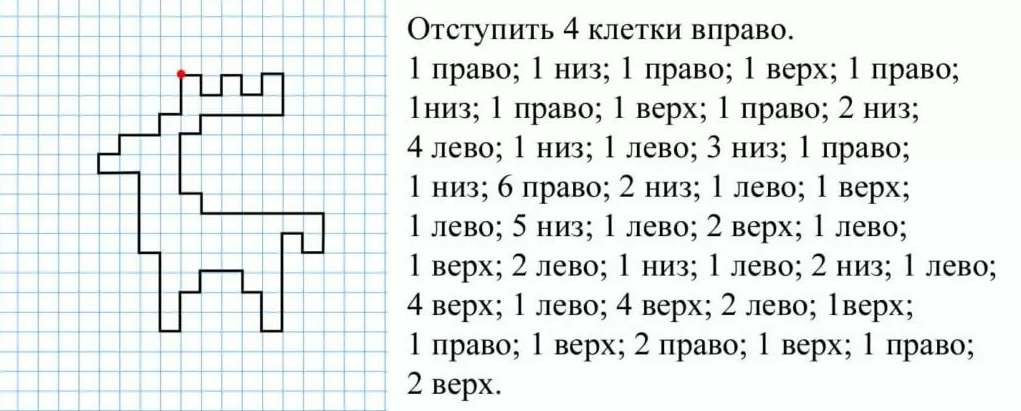 Отступить 4 клетки вправо.
1 право; 1 низ; 1 право; 1 верх; 1 право;
1низ; 1 право; 1 верх; 1 право; 2 низ;
4 лево; 1 низ; 1 лево; 3 низ; 1 право;
1 низ; 6 право; 2 низ; 1 лево; 1 верх;
1 лево; 5 низ; 1 лево; 2 верх; 1 лево;
1 верх; 2 лево; 1 низ; 1 лево; 2 низ; 1 лево;
4 верх; 1 лево; 4 верх; 2 лево; 1верх;
1 право; 1 верх; 2 право; 1 верх; 1 право;
2 верх.